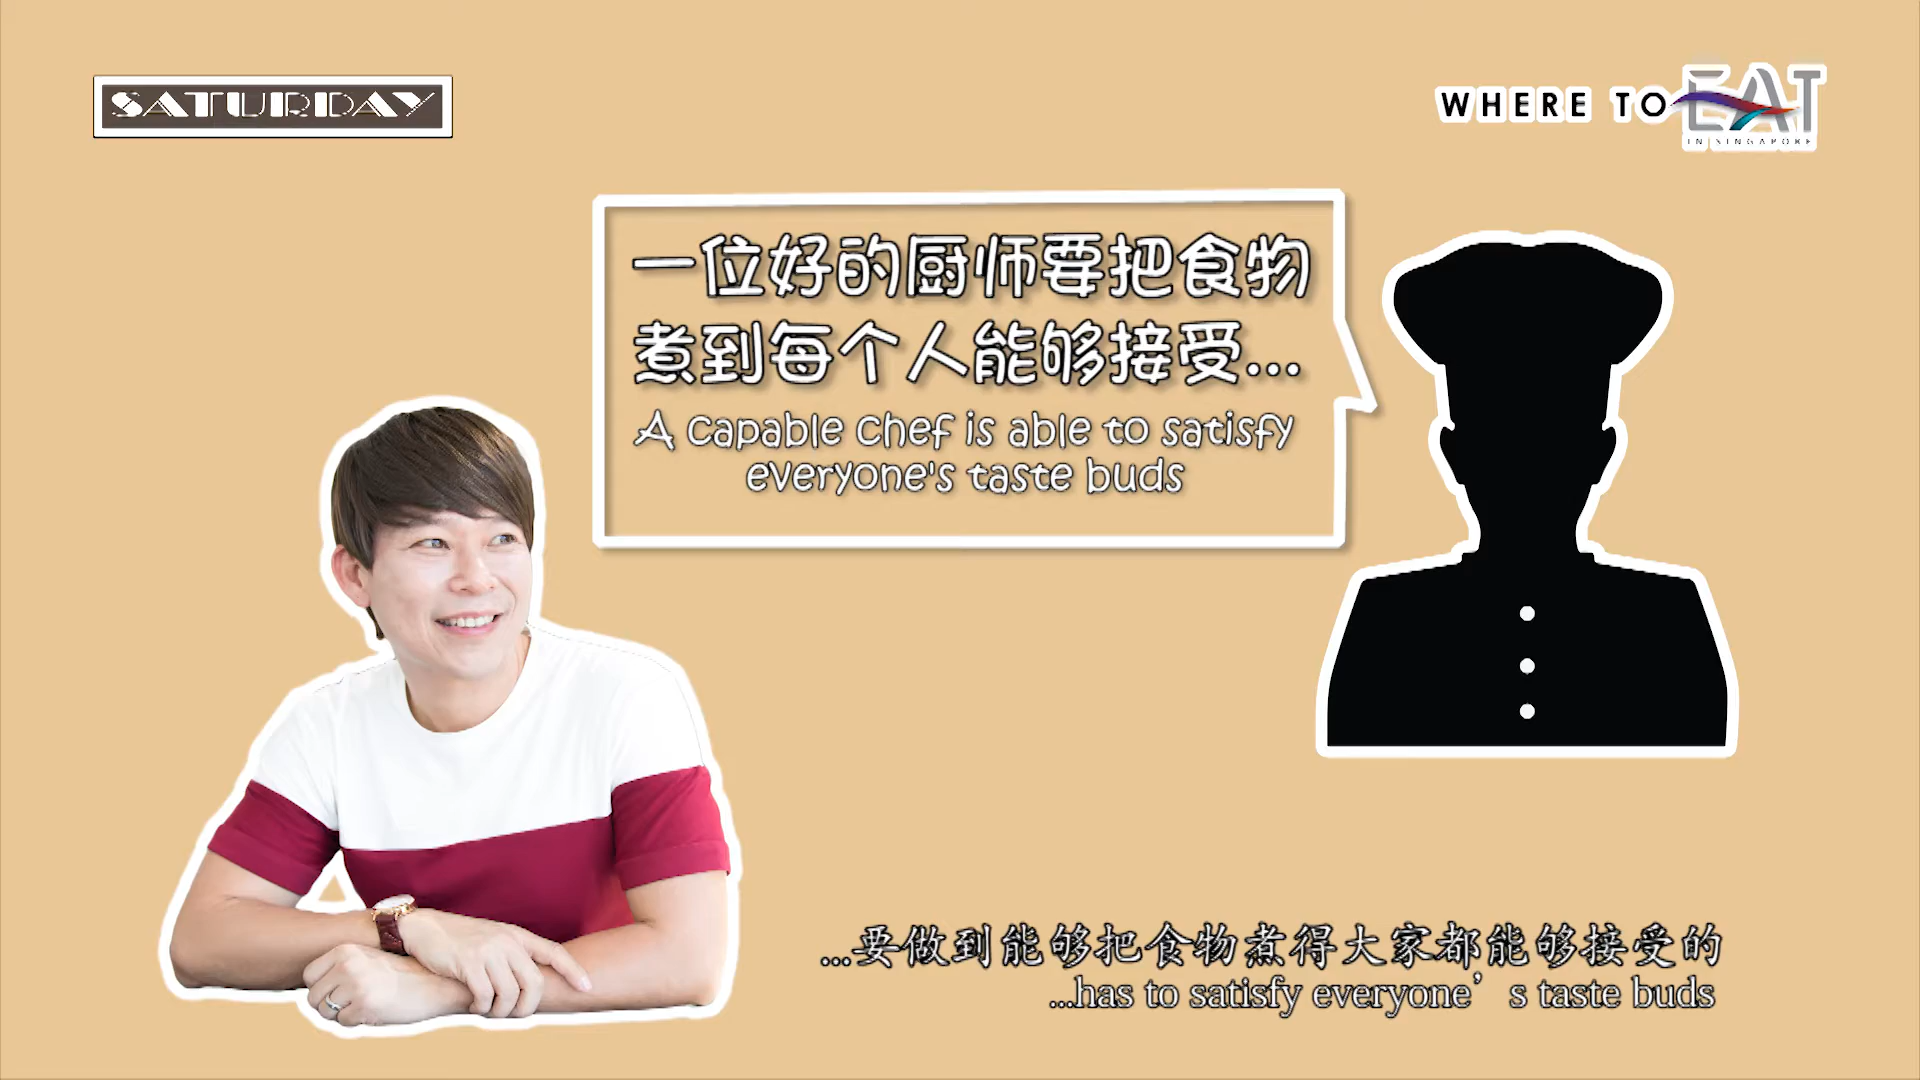 SATURDAY
WHERE TO EAT
IN SINGAPORE
一位好的厨师要把食物
煮到每个人能够接受...
A capable chef is able to satisfy
everyone's taste buds
...要做到能够把食物煮得大家都能够接受的
...has to satisfy everyone’s taste buds